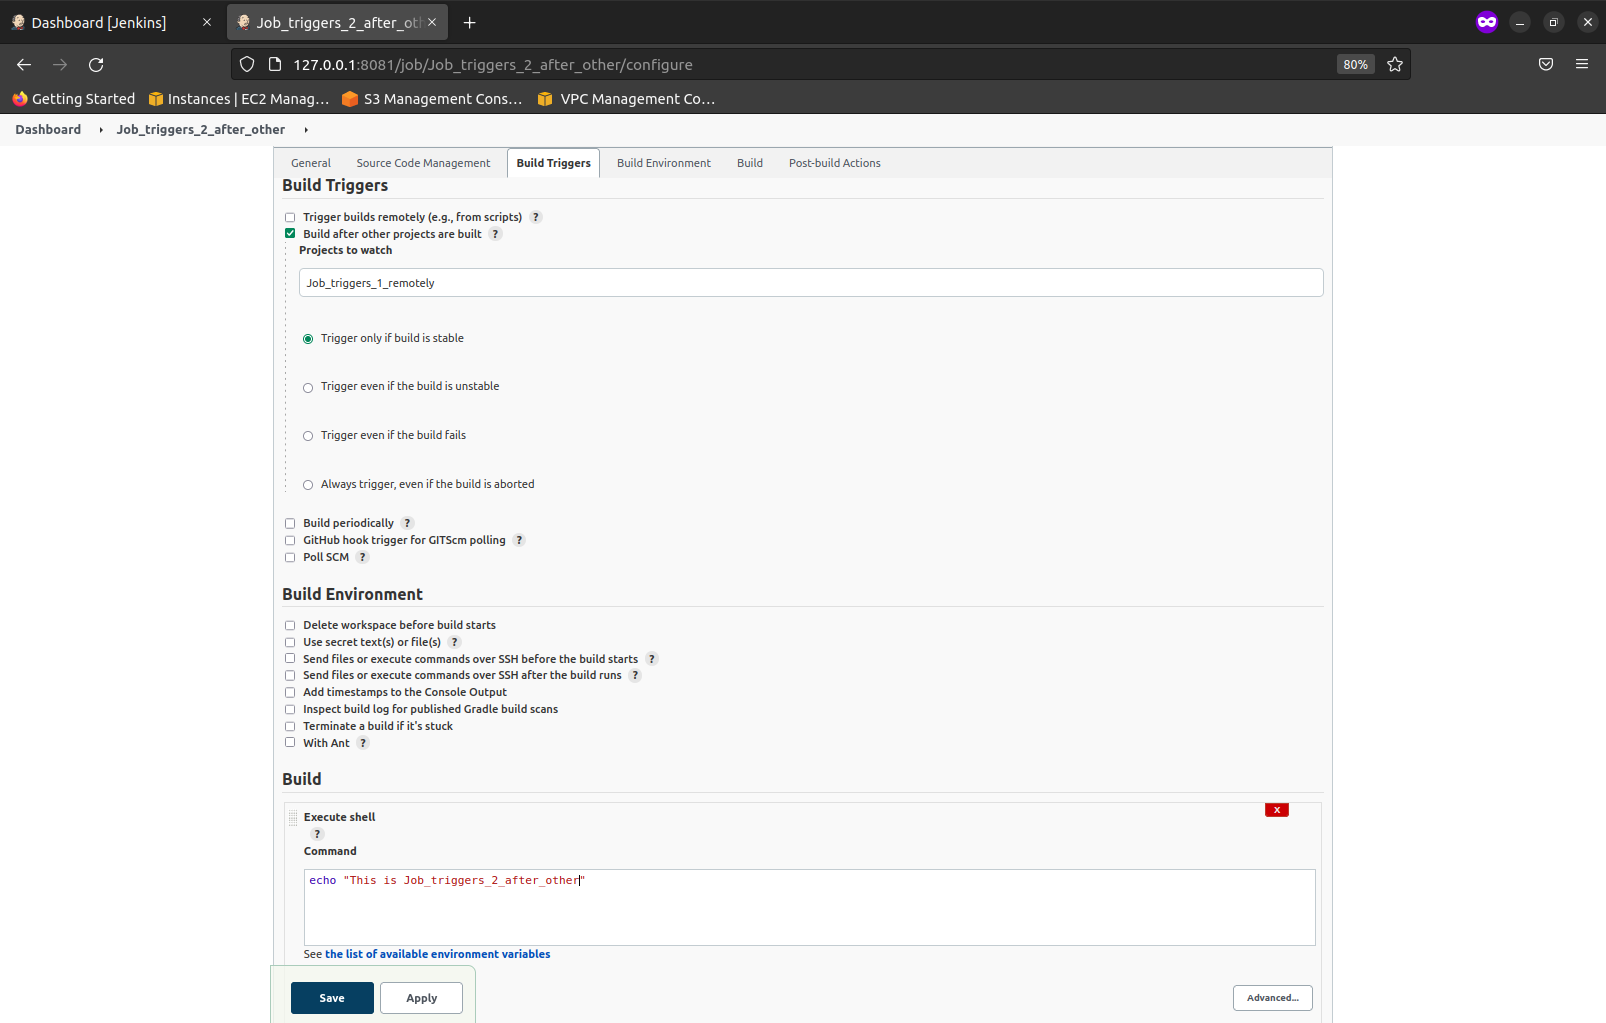 Dashboard [Jenkins]
Job_triggers_2_after_oth
127.0.0.1:8081/job/Job_triggers_2_after_other/configure
80%
Getting Started
Instances | EC2 Manag…
S3 Management Cons…
VPC Management Co…
Dashboard
Job_triggers_2_after_other
General
Source Code Management
Build Triggers
Build Environment
Build
Post-build Actions
Build Triggers
Trigger builds remotely (e.g., from scripts) ?
Build after other projects are built ?
Projects to watch
Job_triggers_1_remotely
Trigger only if build is stable
Trigger even if the build is unstable
Trigger even if the build fails
Always trigger, even if the build is aborted
Build periodically ?
GitHub hook trigger for GITScm polling ?
Poll SCM ?
Build Environment
Delete workspace before build starts
Use secret text(s) or file(s) ?
Send files or execute commands over SSH before the build starts ?
Send files or execute commands over SSH after the build runs ?
Add timestamps to the Console Output
Inspect build log for published Gradle build scans
Terminate a build if it's stuck
With Ant ?
Build
X
Execute shell
?
Command
echo "This is Job_triggers_2_after_other"
See the list of available environment variables
Save
Apply
Advanced...